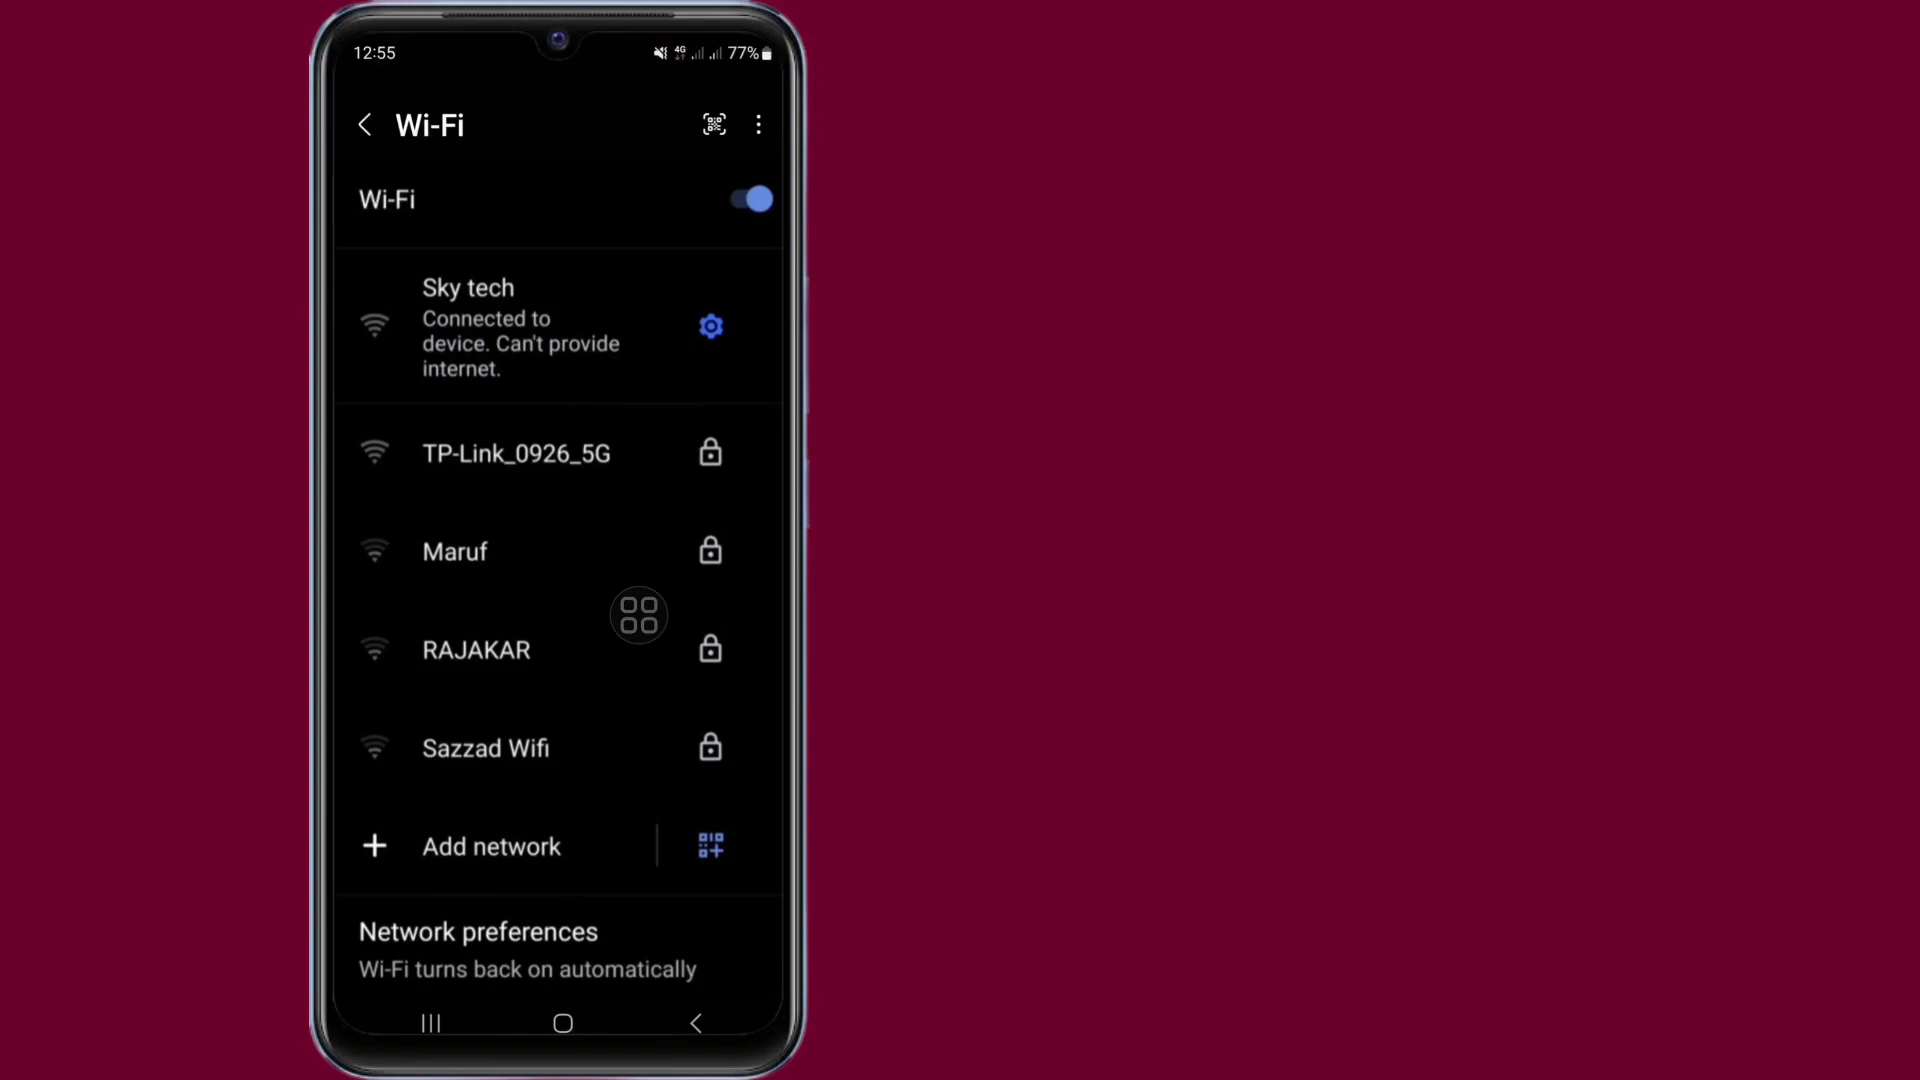 12:55
4G
77%
Wi-Fi
Wi-Fi
Sky tech
Connected to
device. Can't provide
internet.
TP-Link_0926_5G
Maruf
RAJAKAR
Sazzad Wifi
Add network
Network preferences
Wi-Fi turns back on automatically